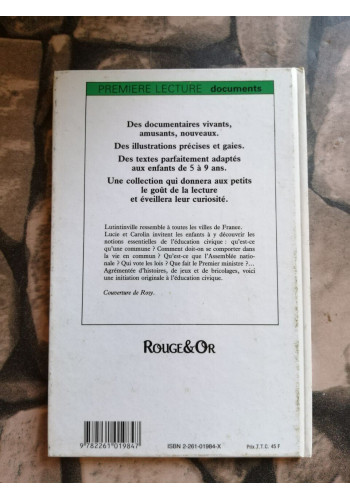 PREMIERE LECTURE documents
Des documentaires vivants,
amusants, nouveaux.
Des illustrations précises et gaies.
Des textes parfaitement adaptés
aux enfants de 5 à 9 ans.
Une collection qui donnera aux petits
le goût de la lecture
et éveillera leur curiosité.
Lutintinville ressemble à toutes les villes de France.
Lucie et Carolin invitent les enfants à y découvrir les
notions essentielles de l'éducation civique : qu'est-ce
qu'une commune ? Comment doit-on se comporter dans
la vie en commun ? Qu'est-ce que l'Assemblée natio-
nale ? Qui vote les lois ? Que fait le Premier ministre ?...
Agrémentée d'histoires, de jeux et de bricolages, voici
une initiation originale à l'éducation civique.
Couverture de Rosy.
ROUGE&OR
9 782261 019847
ISBN 2-261-01984-X
Prix T.T.C. 45 F